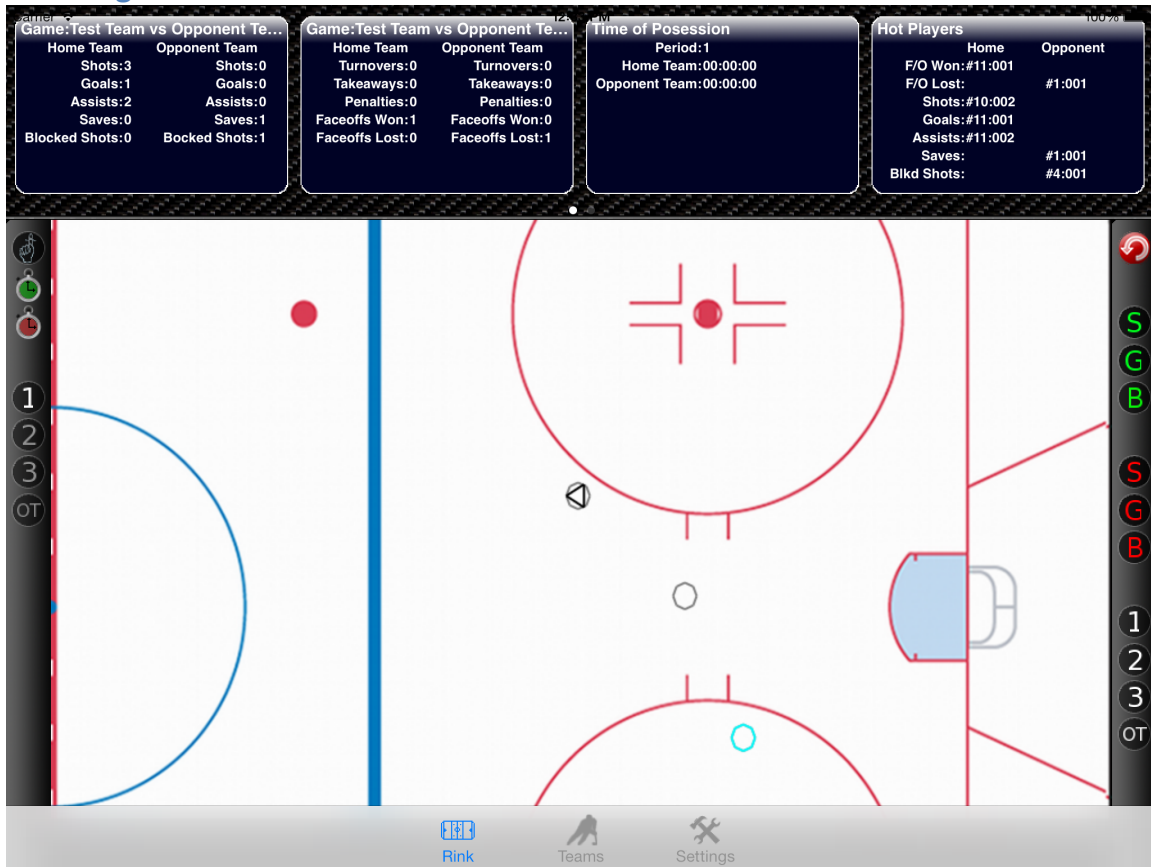 100%
Game:Test Team vs Opponent Te...
Home Team Opponent Team
Shots:3 Shots:0
Goals:1 Goals:0
Assists:2 Assists:0
Saves:0 Saves:1
Blocked Shots:0 Bocked Shots:1
Game:Test Team vs Opponent Te...
Home Team Opponent Team
Turnovers:0 Turnovers:0
Takeaways:0 Takeaways:0
Penalties:0 Penalties:0
Faceoffs Won:1 Faceoffs Won:0
Faceoffs Lost:0 Faceoffs Lost:1
Time of Posession
Period:1
Home Team:00:00:00
Opponent Team:00:00:00
Hot Players
Home Opponent
F/O Won:#11:001
F/O Lost: #1:001
Shots:#10:002
Goals:#11:001
Assists:#11:002
Saves: #1:001
Blkd Shots: #4:001
1
2
3
OT
S
G
B
S
G
B
1
2
3
OT
Rink Teams Settings